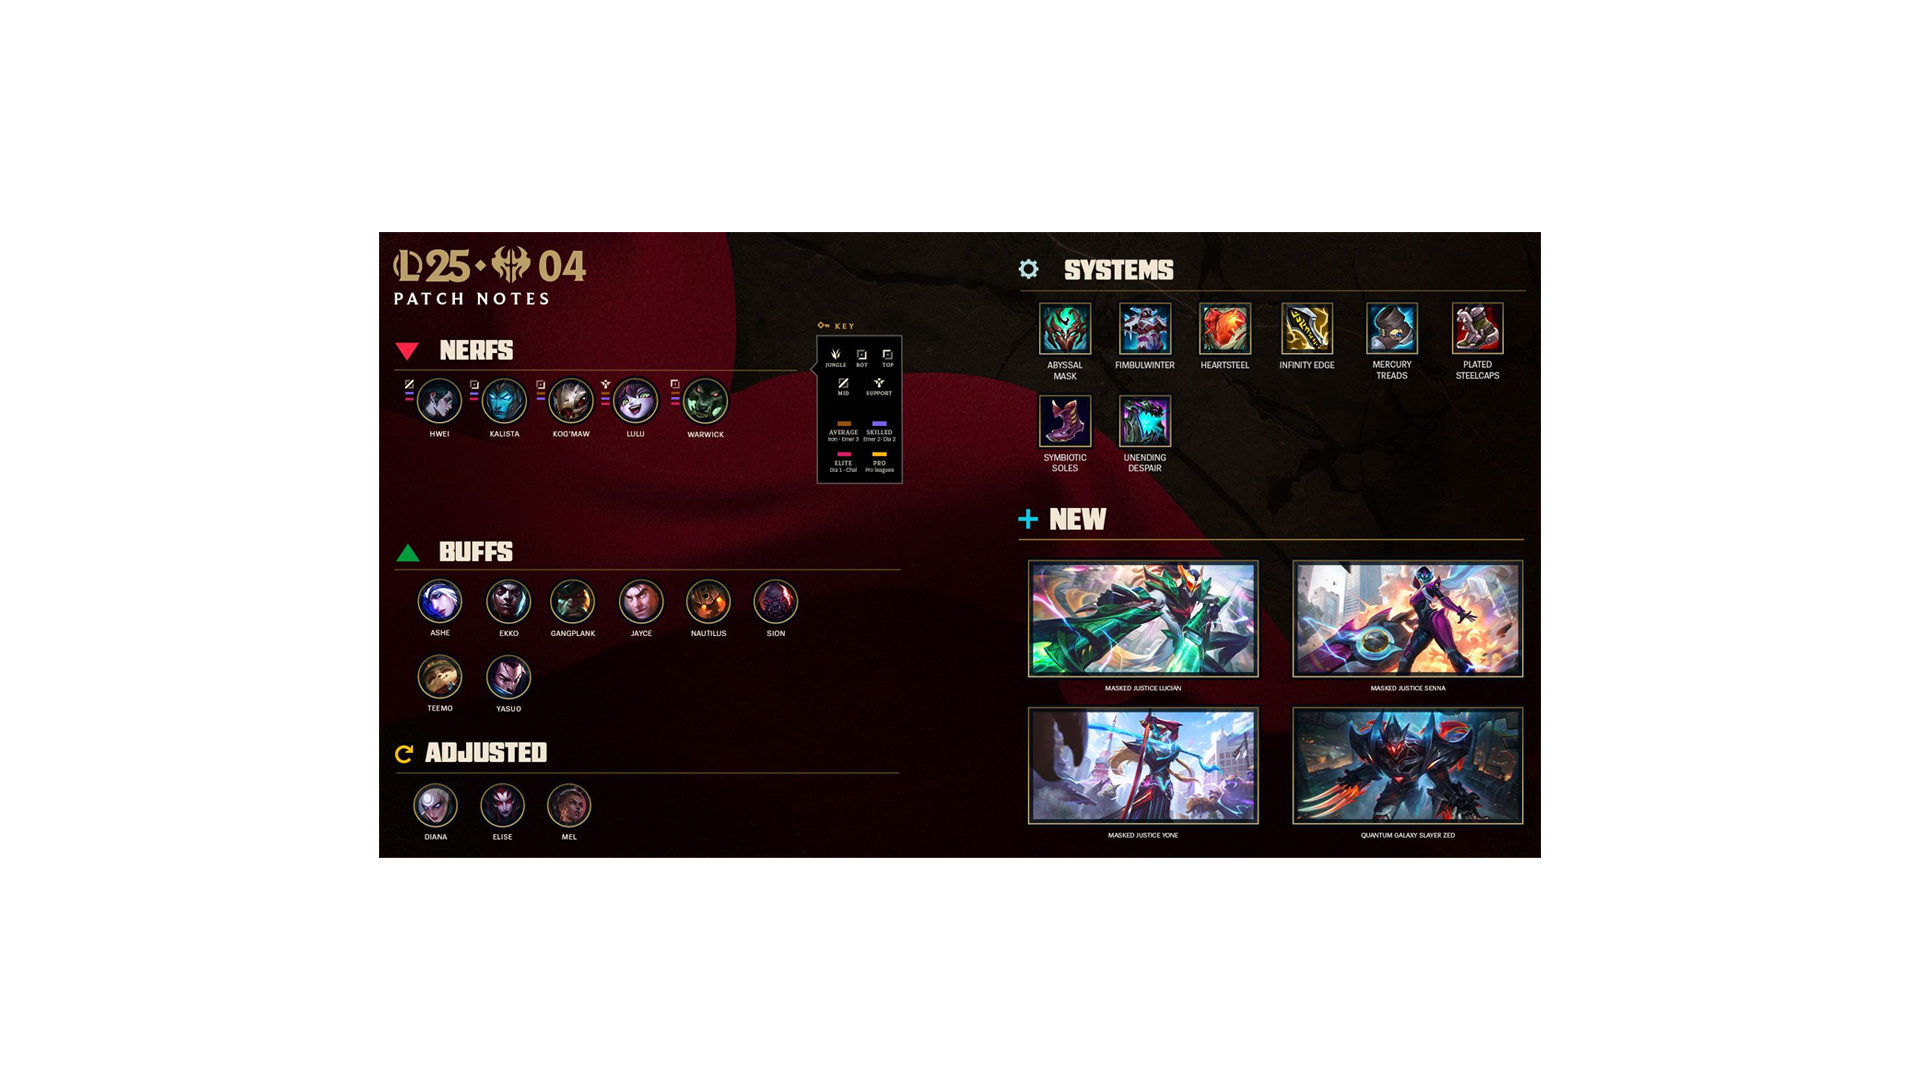 25 04
PATCH NOTES
NERFS
HWEI
KALISTA
KOG'MAW
LULU
WARWICK
KEY
JUNGLE
BOT
TOP
MID
SUPPORT
AVERAGE
Iron - Emer 3
SKILLED
Emer 2- Dia 2
ELITE
Dia 1 - Chal
PRO
Pro leagues
BUFFS
ASHE
EKKO
GANGPLANK
JAYCE
NAUTILUS
SION
TEEMO
YASUO
ADJUSTED
DIANA
ELISE
MEL
SYSTEMS
ABYSSAL
MASK
FIMBULWINTER
HEARTSTEEL
INFINITY EDGE
MERCURY
TREADS
PLATED
STEELCAPS
SYMBIOTIC
SOLES
UNENDING
DESPAIR
NEW
MASKED JUSTICE LUCIAN
MASKED JUSTICE SENNA
MASKED JUSTICE YONE
QUANTUM GALAXY SLAYER ZED